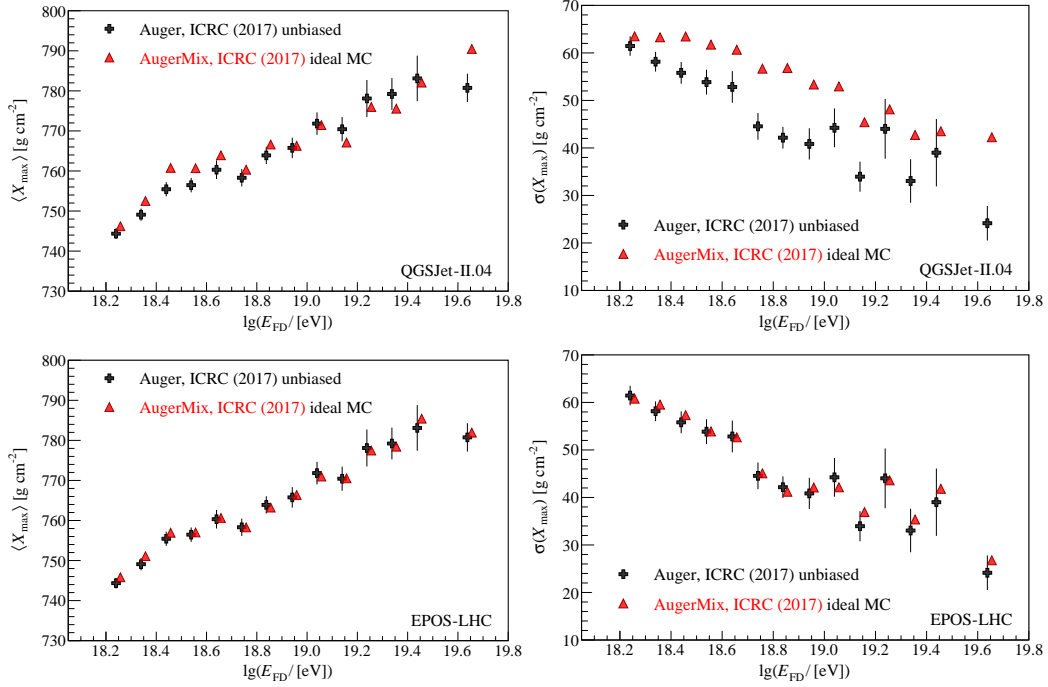 800
790
780
770
760
750
740
730
⟨X_max⟩ [g cm⁻²]
Auger, ICRC (2017) unbiased
AugerMix, ICRC (2017) ideal MC
QGSJet-II.04
18.2 18.4 18.6 18.8 19.0 19.2 19.4 19.6 19.8
lg(E_FD/ [eV])
70
60
50
40
30
20
10
σ(X_max) [g cm⁻²]
Auger, ICRC (2017) unbiased
AugerMix, ICRC (2017) ideal MC
QGSJet-II.04
18.2 18.4 18.6 18.8 19.0 19.2 19.4 19.6 19.8
lg(E_FD/ [eV])
800
790
780
770
760
750
740
730
⟨X_max⟩ [g cm⁻²]
Auger, ICRC (2017) unbiased
AugerMix, ICRC (2017) ideal MC
EPOS-LHC
18.2 18.4 18.6 18.8 19.0 19.2 19.4 19.6 19.8
lg(E_FD/ [eV])
70
60
50
40
30
20
10
σ(X_max) [g cm⁻²]
Auger, ICRC (2017) unbiased
AugerMix, ICRC (2017) ideal MC
EPOS-LHC
18.2 18.4 18.6 18.8 19.0 19.2 19.4 19.6 19.8
lg(E_FD/ [eV])